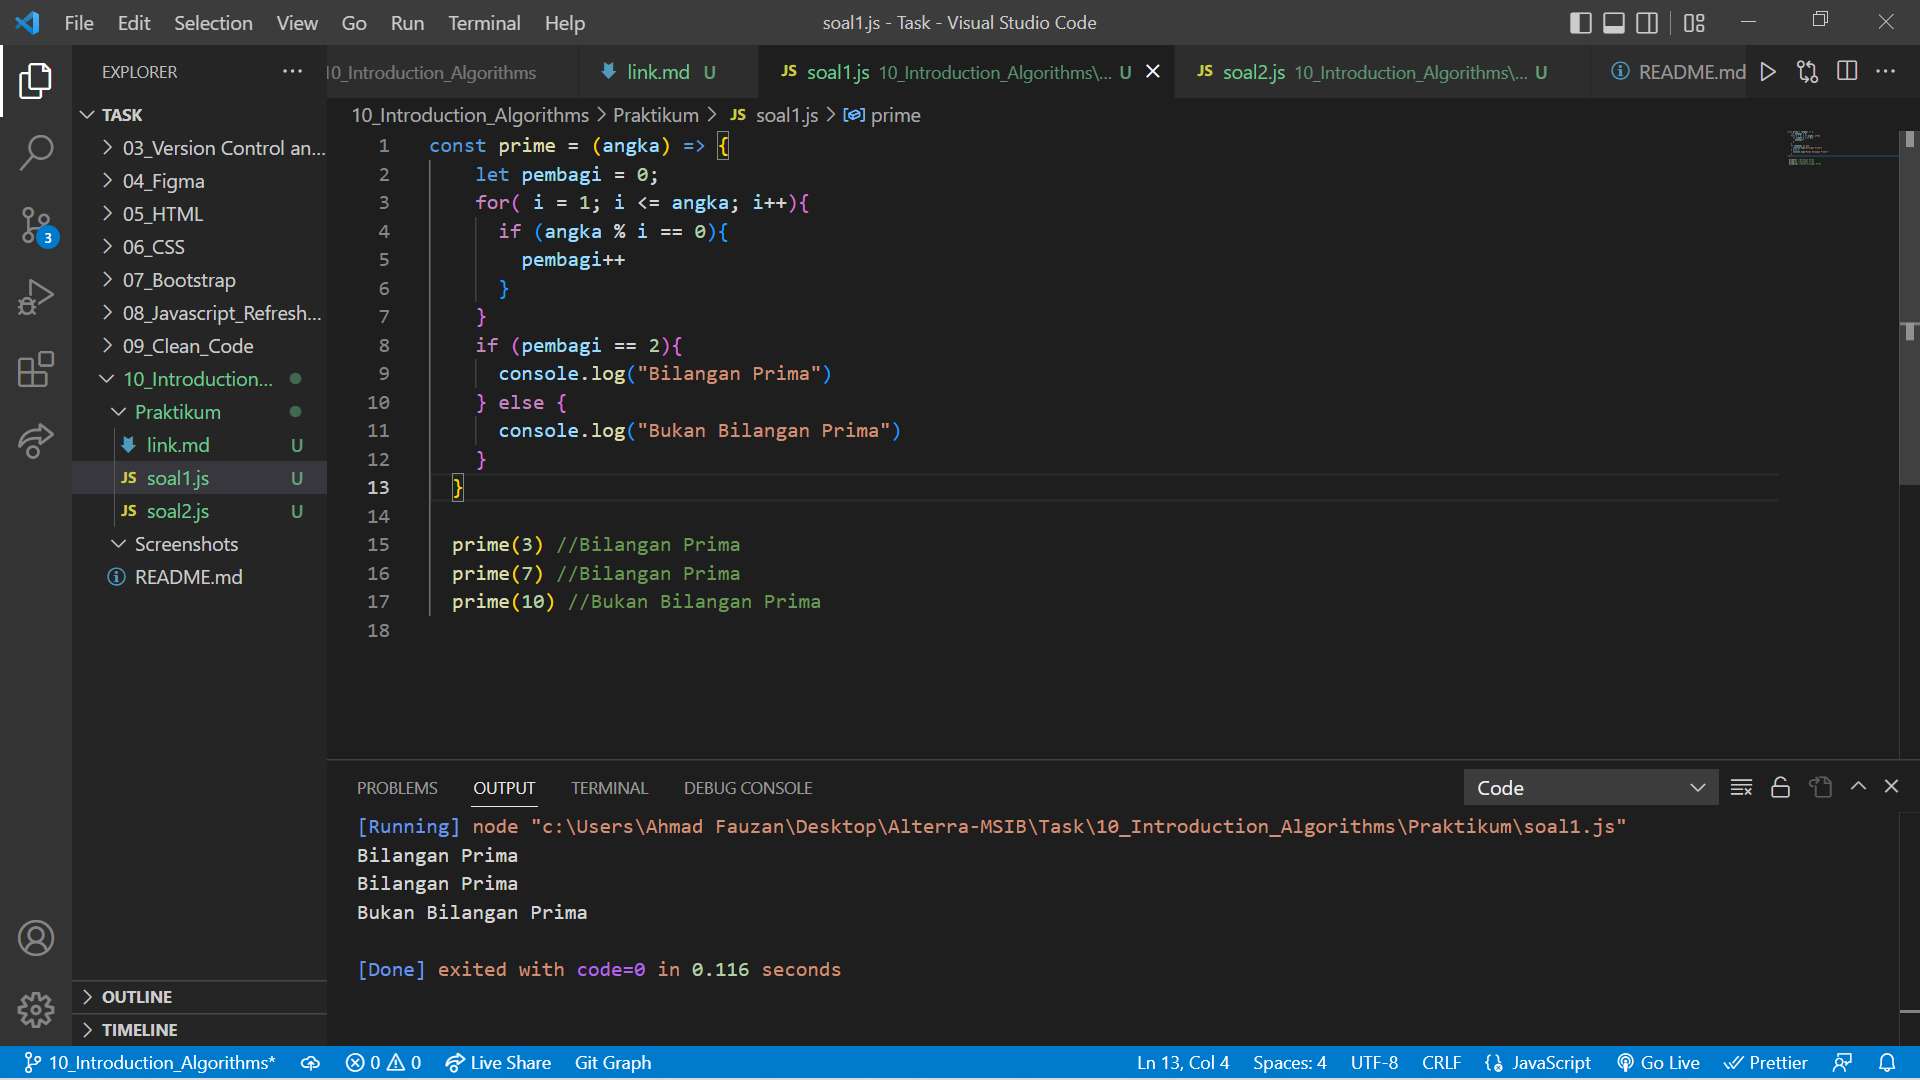 File Edit Selection View Go Run Terminal Help
soal1.js - Task - Visual Studio Code
EXPLORER
10_Introduction_Algorithms
link.md U
JS soal1.js 10_Introduction_Algorithms\... U
JS soal2.js 10_Introduction_Algorithms\... U
README.md
TASK
03_Version Control an...
04_Figma
05_HTML
06_CSS
07_Bootstrap
08_Javascript_Refresh...
09_Clean_Code
10_Introduction...
Praktikum
link.md U
JS soal1.js U
JS soal2.js U
Screenshots
README.md
3
OUTLINE
TIMELINE
10_Introduction_Algorithms > Praktikum > JS soal1.js > prime
1 const prime = (angka) => {
2 let pembagi = 0;
3 for( i = 1; i <= angka; i++){
4 if (angka % i == 0){
5 pembagi++
6 }
7 }
8 if (pembagi == 2){
9 console.log("Bilangan Prima")
10 } else {
11 console.log("Bukan Bilangan Prima")
12 }
13 }
14
15 prime(3) //Bilangan Prima
16 prime(7) //Bilangan Prima
17 prime(10) //Bukan Bilangan Prima
18
PROBLEMS OUTPUT TERMINAL DEBUG CONSOLE
Code
[Running] node "c:\Users\Ahmad Fauzan\Desktop\Alterra-MSIB\Task\10_Introduction_Algorithms\Praktikum\soal1.js"
Bilangan Prima
Bilangan Prima
Bukan Bilangan Prima
[Done] exited with code=0 in 0.116 seconds
10_Introduction_Algorithms* 0 0 Live Share Git Graph
Ln 13, Col 4 Spaces: 4 UTF-8 CRLF JavaScript Go Live Prettier